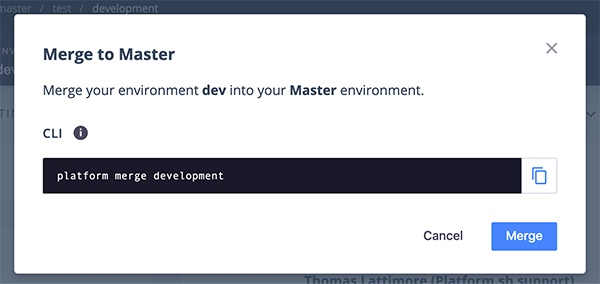 master / test / development
Merge to Master
Merge your environment dev into your Master environment.
CLI
platform merge development
Cancel
Merge
Thomas Lattimore (Platform.sh support)